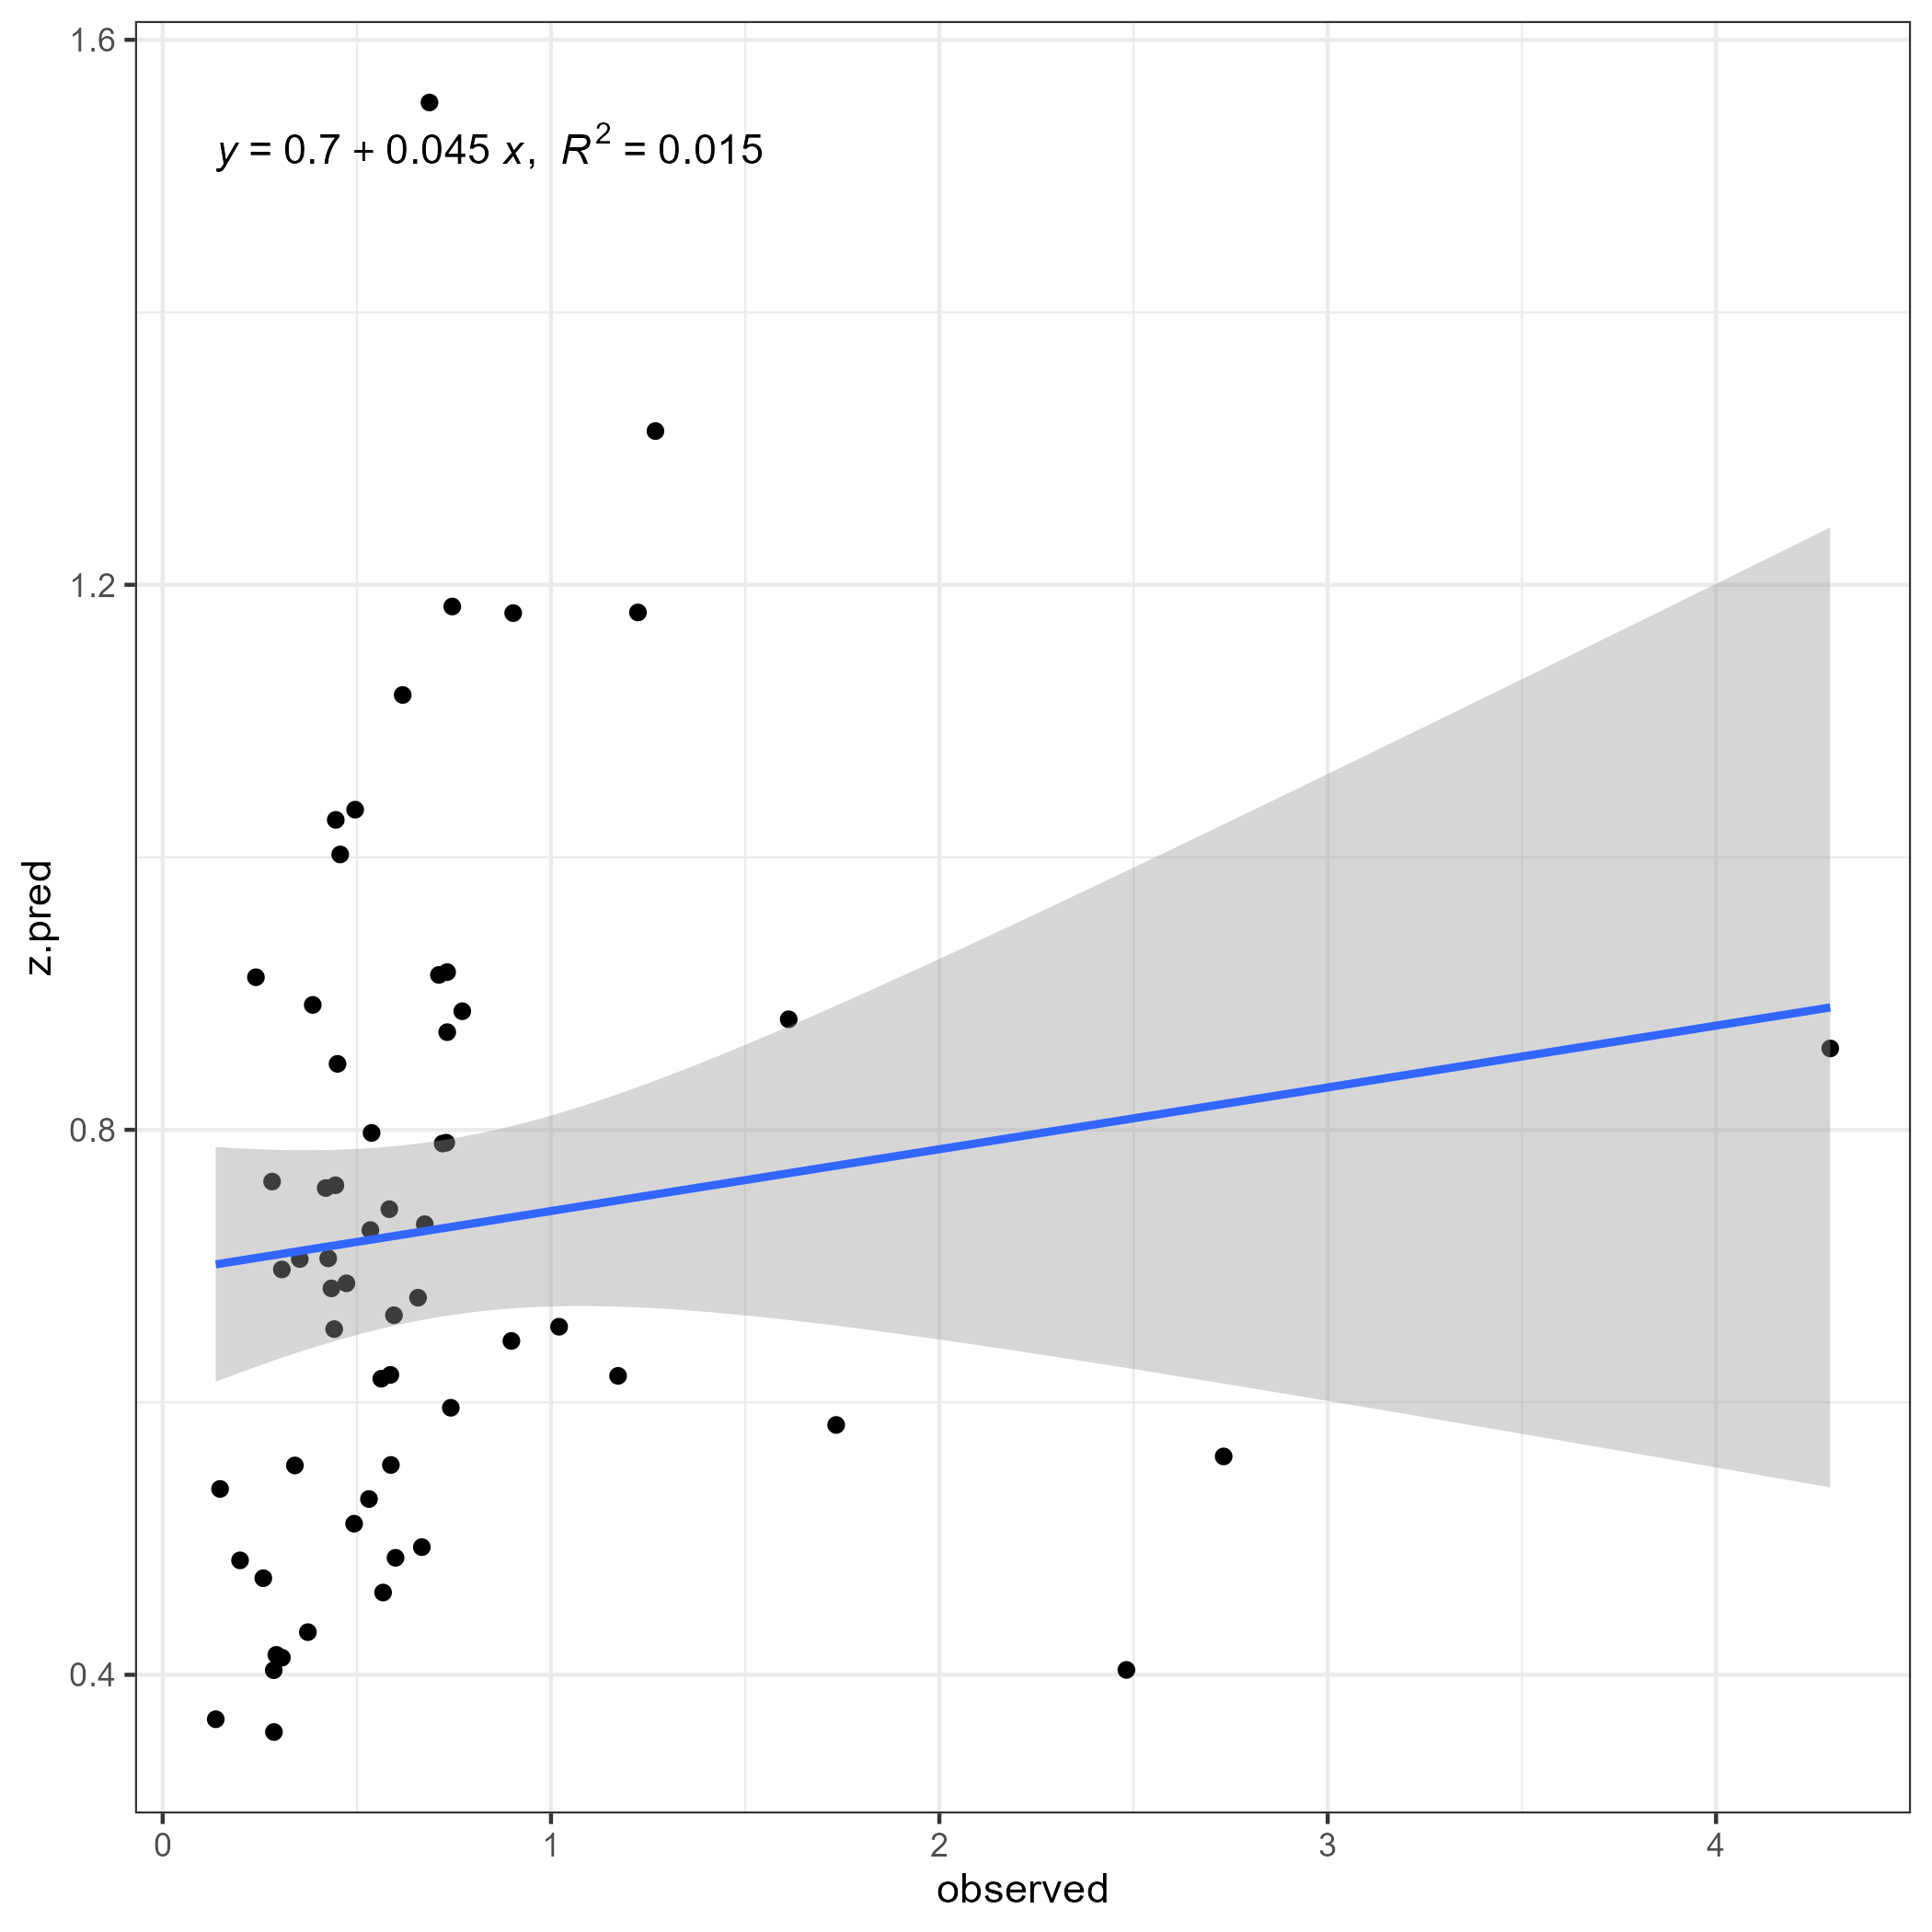 1.6
y = 0.7 + 0.045 x, R² = 0.015
1.2
z.pred
0.8
0.4
0 1 2 3 4
observed